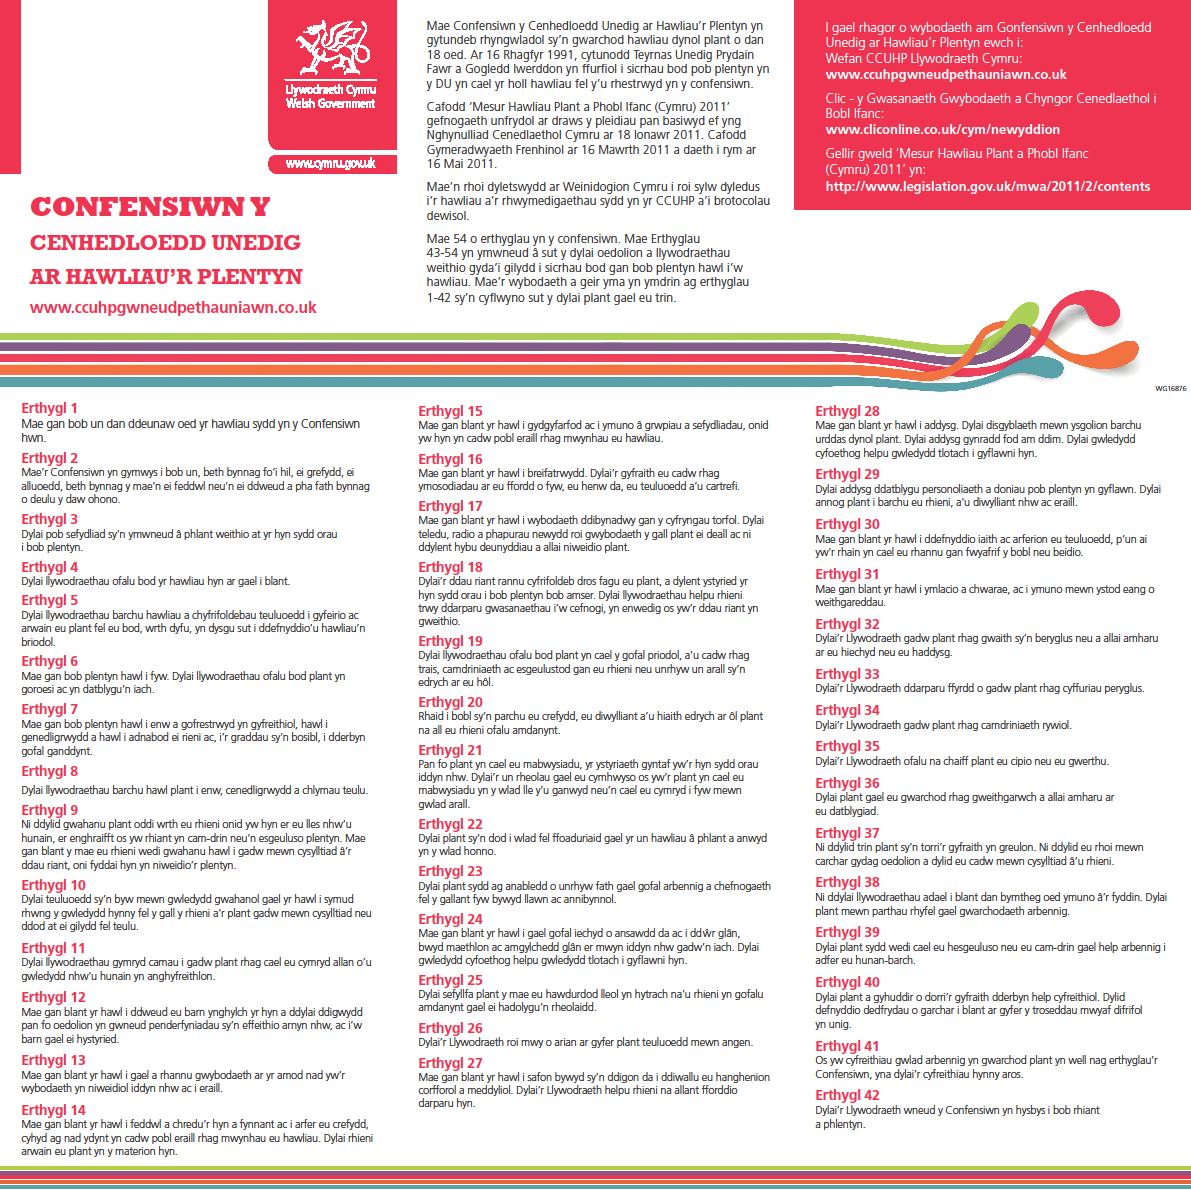 Llywodraeth Cymru
Welsh Government
www.cymru.gov.uk
CONFENSIWN Y
CENHEDLOEDD UNEDIG
AR HAWLIAU'R PLENTYN
www.ccuhpgwneudpethauniawn.co.uk
Mae Confensiwn y Cenhedloedd Unedig ar Hawliau'r Plentyn yn
gytundeb rhyngwladol sy'n gwarchod hawliau dynol plant o dan
18 oed. Ar 16 Rhagfyr 1991, cytunodd Teyrnas Unedig Prydain
Fawr a Gogledd Iwerddon yn ffurfiol i sicrhau bod pob plentyn yn
y DU yn cael yr holl hawliau fel y'u rhestrwyd yn y confensiwn.
Cafodd 'Mesur Hawliau Plant a Phobl Ifanc (Cymru) 2011'
gefnogaeth unfrydol ar draws y pleidiau pan basiwyd ef yng
Nghynulliad Cenedlaethol Cymru ar 18 Ionawr 2011. Cafodd
Gymeradwyaeth Frenhinol ar 16 Mawrth 2011 a daeth i rym ar
16 Mai 2011.
Mae'n rhoi dyletswydd ar Weinidogion Cymru i roi sylw dyledus
i'r hawliau a'r rhwymedigaethau sydd yn yr CCUHP a'i brotocolau
dewisol.
Mae 54 o erthyglau yn y confensiwn. Mae Erthyglau
43-54 yn ymwneud â sut y dylai oedolion a llywodraethau
weithio gyda'i gilydd i sicrhau bod gan bob plentyn hawl i'w
hawliau. Mae'r wybodaeth a geir yma yn ymdrin ag erthyglau
1-42 sy'n cyflwyno sut y dylai plant gael eu trin.
I gael rhagor o wybodaeth am Gonfensiwn y Cenhedloedd
Unedig ar Hawliau'r Plentyn ewch i:
Wefan CCUHP Llywodraeth Cymru:
www.ccuhpgwneudpethauniawn.co.uk
Clic - y Gwasanaeth Gwybodaeth a Chyngor Cenedlaethol i
Bobl Ifanc:
www.cliconline.co.uk/cym/newyddion
Gellir gweld 'Mesur Hawliau Plant a Phobl Ifanc
(Cymru) 2011' yn:
http://www.legislation.gov.uk/mwa/2011/2/contents
WG16876
Erthygl 1
Mae gan bob un dan ddeunaw oed yr hawliau sydd yn y Confensiwn
hwn.
Erthygl 2
Mae'r Confensiwn yn gymwys i bob un, beth bynnag fo'i hil, ei grefydd, ei
alluoedd, beth bynnag y mae'n ei feddwl neu'n ei ddweud a pha fath bynnag
o deulu y daw ohono.
Erthygl 3
Dylai pob sefydliad sy'n ymwneud â phlant weithio at yr hyn sydd orau
i bob plentyn.
Erthygl 4
Dylai llywodraethau ofalu bod yr hawliau hyn ar gael i blant.
Erthygl 5
Dylai llywodraethau barchu hawliau a chyfrifoldebau teuluoedd i gyfeirio ac
arwain eu plant fel eu bod, wrth dyfu, yn dysgu sut i ddefnyddio'u hawliau'n
briodol.
Erthygl 6
Mae gan bob plentyn hawl i fyw. Dylai llywodraethau ofalu bod plant yn
goroesi ac yn datblygu'n iach.
Erthygl 7
Mae gan bob plentyn hawl i enw a gofrestrwyd yn gyfreithiol, hawl i
genedligrwydd a hawl i adnabod ei rieni ac, i'r graddau sy'n bosibl, i dderbyn
gofal ganddynt.
Erthygl 8
Dylai llywodraethau barchu hawl plant i enw, cenedligrwydd a chlymau teulu.
Erthygl 9
Ni ddylid gwahanu plant oddi wrth eu rhieni onid yw hyn er eu lles nhw'u
hunain, er enghraifft os yw rhiant yn cam-drin neu'n esgeuluso plentyn. Mae
gan blant y mae eu rhieni wedi gwahanu hawl i gadw mewn cysylltiad â'r
ddau riant, oni fyddai hyn yn niweidio'r plentyn.
Erthygl 10
Dylai teuluoedd sy'n byw mewn gwledydd gwahanol gael yr hawl i symud
rhwng y gwledydd hynny fel y gall y rhieni a'r plant gadw mewn cysylltiad neu
ddod at ei gilydd fel teulu.
Erthygl 11
Dylai llywodraethau gymryd camau i gadw plant rhag cael eu cymryd allan o'u
gwledydd nhw'u hunain yn anghyfreithlon.
Erthygl 12
Mae gan blant yr hawl i ddweud eu barn ynghylch yr hyn a ddylai ddigwydd
pan fo oedolion yn gwneud penderfyniadau sy'n effeithio arnyn nhw, ac i'w
barn gael ei hystyried.
Erthygl 13
Mae gan blant yr hawl i gael a rhannu gwybodaeth ar yr amod nad yw'r
wybodaeth yn niweidiol iddyn nhw ac i eraill.
Erthygl 14
Mae gan blant yr hawl i feddwl a chredu'r hyn a fynnant ac i arfer eu crefydd,
cyhyd ag nad ydynt yn cadw pobl eraill rhag mwynhau eu hawliau. Dylai rhieni
arwain eu plant yn y materion hyn.
Erthygl 15
Mae gan blant yr hawl i gydgyfarfod ac i ymuno â grwpiau a sefydliadau, onid
yw hyn yn cadw pobl eraill rhag mwynhau eu hawliau.
Erthygl 16
Mae gan blant yr hawl i breifatrwydd. Dylai'r gyfraith eu cadw rhag
ymosodiadau ar eu ffordd o fyw, eu henw da, eu teuluoedd a'u cartrefi.
Erthygl 17
Mae gan blant yr hawl i wybodaeth ddibynadwy gan y cyfryngau torfol. Dylai
teledu, radio a phapurau newydd roi gwybodaeth y gall plant ei deall ac ni
ddylent hybu deunyddiau a allai niweidio plant.
Erthygl 18
Dylai'r ddau riant rannu cyfrifoldeb dros fagu eu plant, a dylent ystyried yr
hyn sydd orau i bob plentyn bob amser. Dylai llywodraethau helpu rhieni
trwy ddarparu gwasanaethau i'w cefnogi, yn enwedig os yw'r ddau riant yn
gweithio.
Erthygl 19
Dylai llywodraethau ofalu bod plant yn cael y gofal priodol, a'u cadw rhag
trais, camdriniaeth ac esgeulustod gan eu rhieni neu unrhyw un arall sy'n
edrych ar eu hôl.
Erthygl 20
Rhaid i bobl sy'n parchu eu crefydd, eu diwylliant a'u hiaith edrych ar ôl plant
na all eu rhieni ofalu amdanynt.
Erthygl 21
Pan fo plant yn cael eu mabwysiadu, yr ystyriaeth gyntaf yw'r hyn sydd orau
iddyn nhw. Dylai'r un rheolau gael eu cymhwyso os yw'r plant yn cael eu
mabwysiadu yn y wlad lle y'u ganwyd neu'n cael eu cymryd i fyw mewn
gwlad arall.
Erthygl 22
Dylai plant sy'n dod i wlad fel ffoaduriaid gael yr un hawliau â phlant a anwyd
yn y wlad honno.
Erthygl 23
Dylai plant sydd ag anabledd o unrhyw fath gael gofal arbennig a chefnogaeth
fel y gallant fyw bywyd llawn ac annibynnol.
Erthygl 24
Mae gan blant yr hawl i gael gofal iechyd o ansawdd da ac i ddŵr glân,
bwyd maethlon ac amgylchedd glân er mwyn iddyn nhw gadw'n iach. Dylai
gwledydd cyfoethog helpu gwledydd tlotach i gyflawni hyn.
Erthygl 25
Dylai sefyllfa plant y mae eu hawdurdod lleol yn hytrach na'u rhieni yn gofalu
amdanynt gael ei hadolygu'n rheolaidd.
Erthygl 26
Dylai'r Llywodraeth roi mwy o arian ar gyfer plant teuluoedd mewn angen.
Erthygl 27
Mae gan blant yr hawl i safon bywyd sy'n ddigon da i ddiwallu eu hanghenion
corfforol a meddyliol. Dylai'r Llywodraeth helpu rhieni na allant fforddio
darparu hyn.
Erthygl 28
Mae gan blant yr hawl i addysg. Dylai disgyblaeth mewn ysgolion barchu
urddas dynol plant. Dylai addysg gynradd fod am ddim. Dylai gwledydd
cyfoethog helpu gwledydd tlotach i gyflawni hyn.
Erthygl 29
Dylai addysg ddatblygu personoliaeth a doniau pob plentyn yn gyflawn. Dylai
annog plant i barchu eu rhieni, a'u diwylliant nhw ac eraill.
Erthygl 30
Mae gan blant yr hawl i ddefnyddio iaith ac arferion eu teuluoedd, p'un ai
yw'r rhain yn cael eu rhannu gan fwyafrif y bobl neu beidio.
Erthygl 31
Mae gan blant yr hawl i ymlacio a chwarae, ac i ymuno mewn ystod eang o
weithgareddau.
Erthygl 32
Dylai'r Llywodraeth gadw plant rhag gwaith sy'n beryglus neu a allai amharu
ar eu hiechyd neu eu haddysg.
Erthygl 33
Dylai'r Llywodraeth ddarparu ffyrdd o gadw plant rhag cyffuriau peryglus.
Erthygl 34
Dylai'r Llywodraeth gadw plant rhag camdriniaeth rywiol.
Erthygl 35
Dylai'r Llywodraeth ofalu na chaiff plant eu cipio neu eu gwerthu.
Erthygl 36
Dylai plant gael eu gwarchod rhag gweithgarwch a allai amharu ar
eu datblygiad.
Erthygl 37
Ni ddylid trin plant sy'n torri'r gyfraith yn greulon. Ni ddylid eu rhoi mewn
carchar gydag oedolion a dylid eu cadw mewn cysylltiad â'u rhieni.
Erthygl 38
Ni ddylai llywodraethau adael i blant dan bymtheg oed ymuno â'r fyddin. Dylai
plant mewn parthau rhyfel gael gwarchodaeth arbennig.
Erthygl 39
Dylai plant sydd wedi cael eu hesgeuluso neu eu cam-drin gael help arbennig i
adfer eu hunan-barch.
Erthygl 40
Dylai plant a gyhuddir o dorri'r gyfraith dderbyn help cyfreithiol. Dylid
defnyddio dedfrydau o garchar i blant ar gyfer y troseddau mwyaf difrifol
yn unig.
Erthygl 41
Os yw cyfreithiau gwlad arbennig yn gwarchod plant yn well nag erthyglau'r
Confensiwn, yna dylai'r cyfreithiau hynny aros.
Erthygl 42
Dylai'r Llywodraeth wneud y Confensiwn yn hysbys i bob rhiant
a phlentyn.